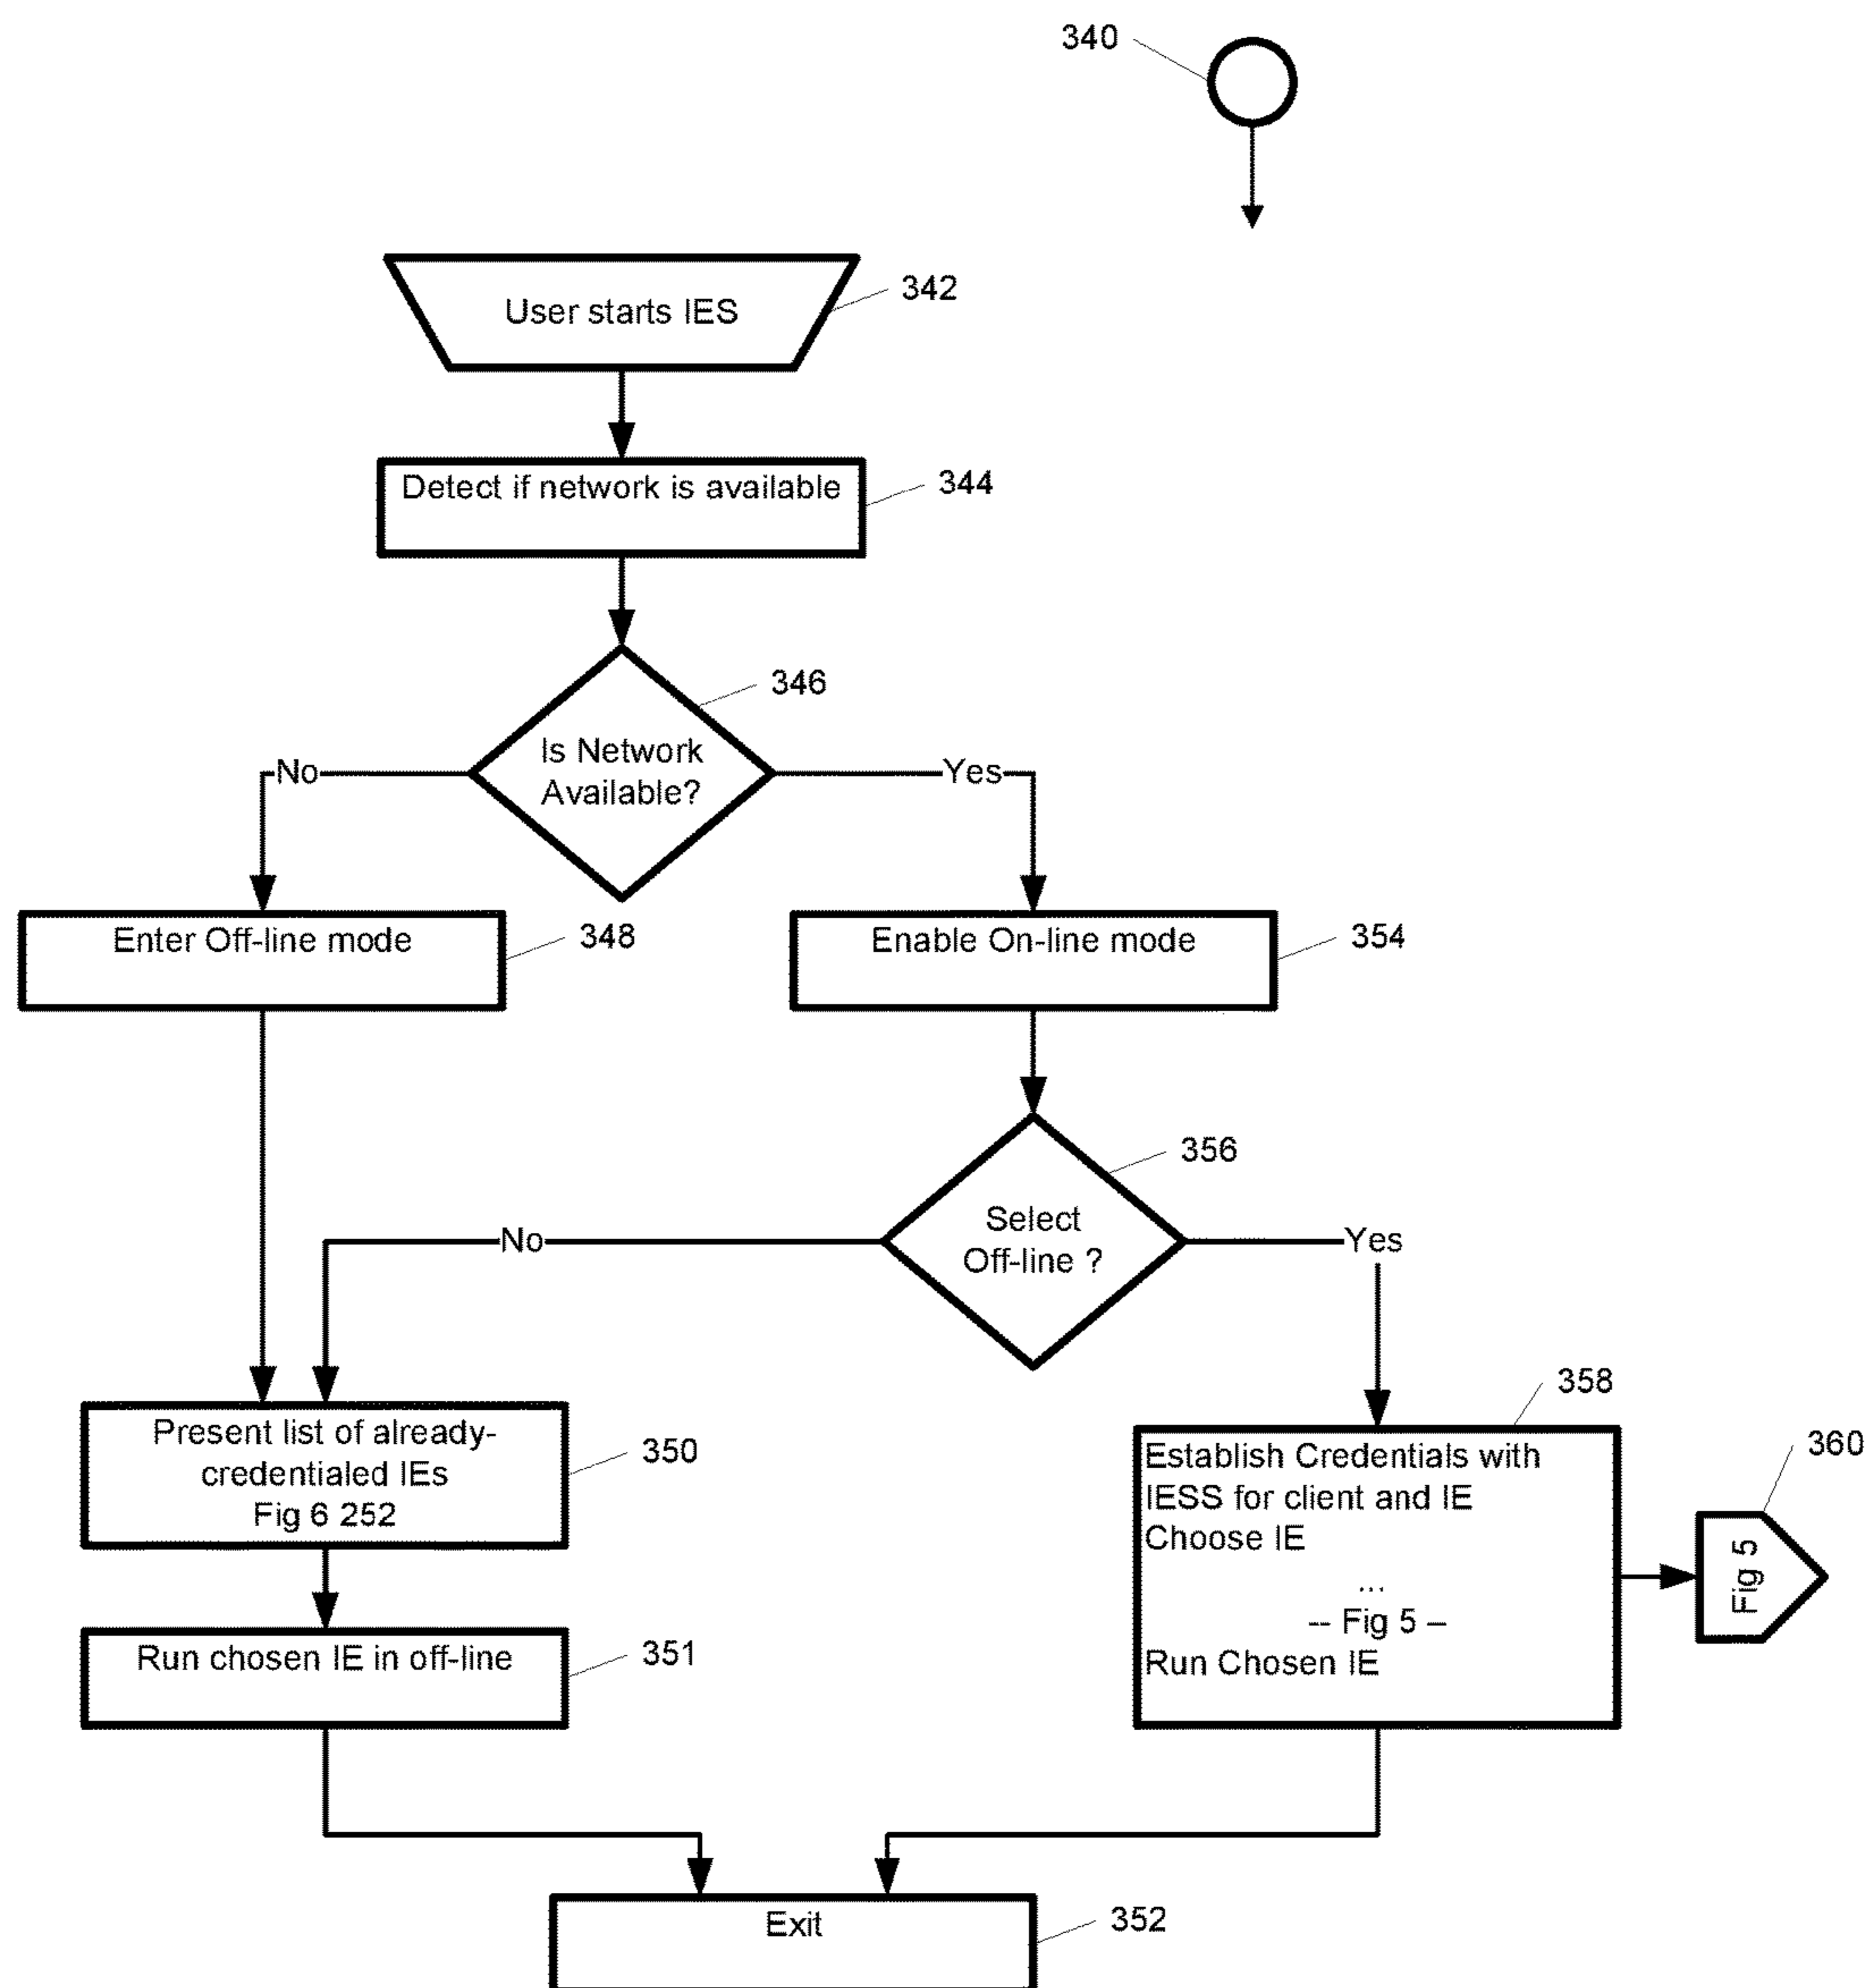 340
User starts IES
342
Detect if network is available
344
346
Is Network
Available?
No
Yes
Enter Off-line mode
348
Enable On-line mode
354
356
Select
Off-line ?
No
Yes
Present list of already-
credentialed IEs
Fig 6 252
350
358
Establish Credentials with
IESS for client and IE
Choose IE
...
-- Fig 5 –
Run Chosen IE
360
Fig 5
Run chosen IE in off-line
351
Exit
352